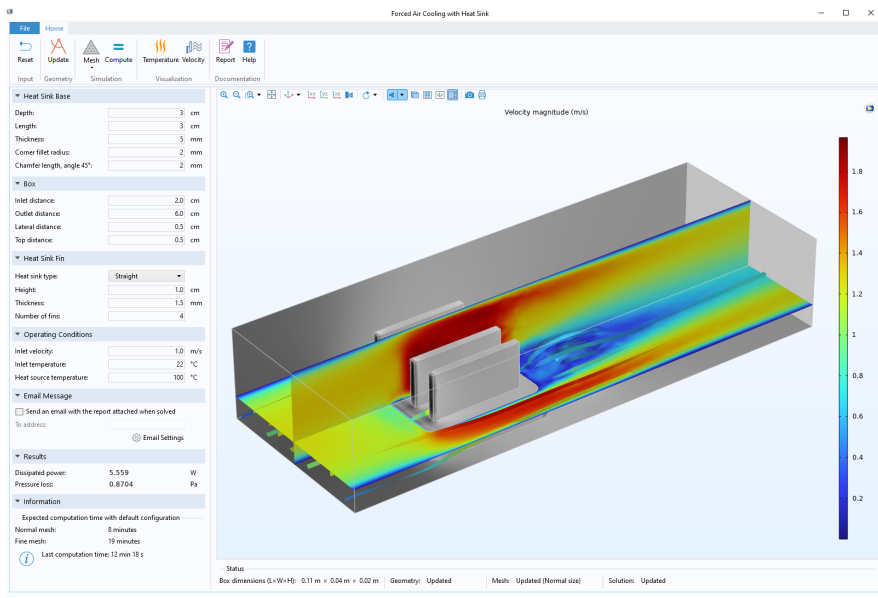 Forced Air Cooling with Heat Sink
File Home
Reset Update Mesh Compute Temperature Velocity Report Help
Input Geometry Simulation Visualization Documentation
Heat Sink Base
Depth: 3 cm
Length: 3 cm
Thickness: 5 mm
Corner fillet radius: 2 mm
Chamfer length, angle 45°: 2 mm
Box
Inlet distance: 2.0 cm
Outlet distance: 6.0 cm
Lateral distance: 0.5 cm
Top distance: 0.5 cm
Heat Sink Fin
Heat sink type: Straight
Height: 1.0 cm
Thickness: 1.5 mm
Number of fins: 4
Operating Conditions
Inlet velocity: 1.0 m/s
Inlet temperature: 22 °C
Heat source temperature: 100 °C
Email Message
Send an email with the report attached when solved
To address:
Email Settings
Results
Dissipated power: 5.559 W
Pressure loss: 0.8704 Pa
Information
Expected computation time with default configuration
Normal mesh: 8 minutes
Fine mesh: 19 minutes
Last computation time: 12 min 18 s
Velocity magnitude (m/s)
1.8
1.6
1.4
1.2
1
0.8
0.6
0.4
0.2
Status
Box dimensions (L×W×H): 0.11 m × 0.04 m × 0.02 m Geometry: Updated Mesh: Updated (Normal size) Solution: Updated